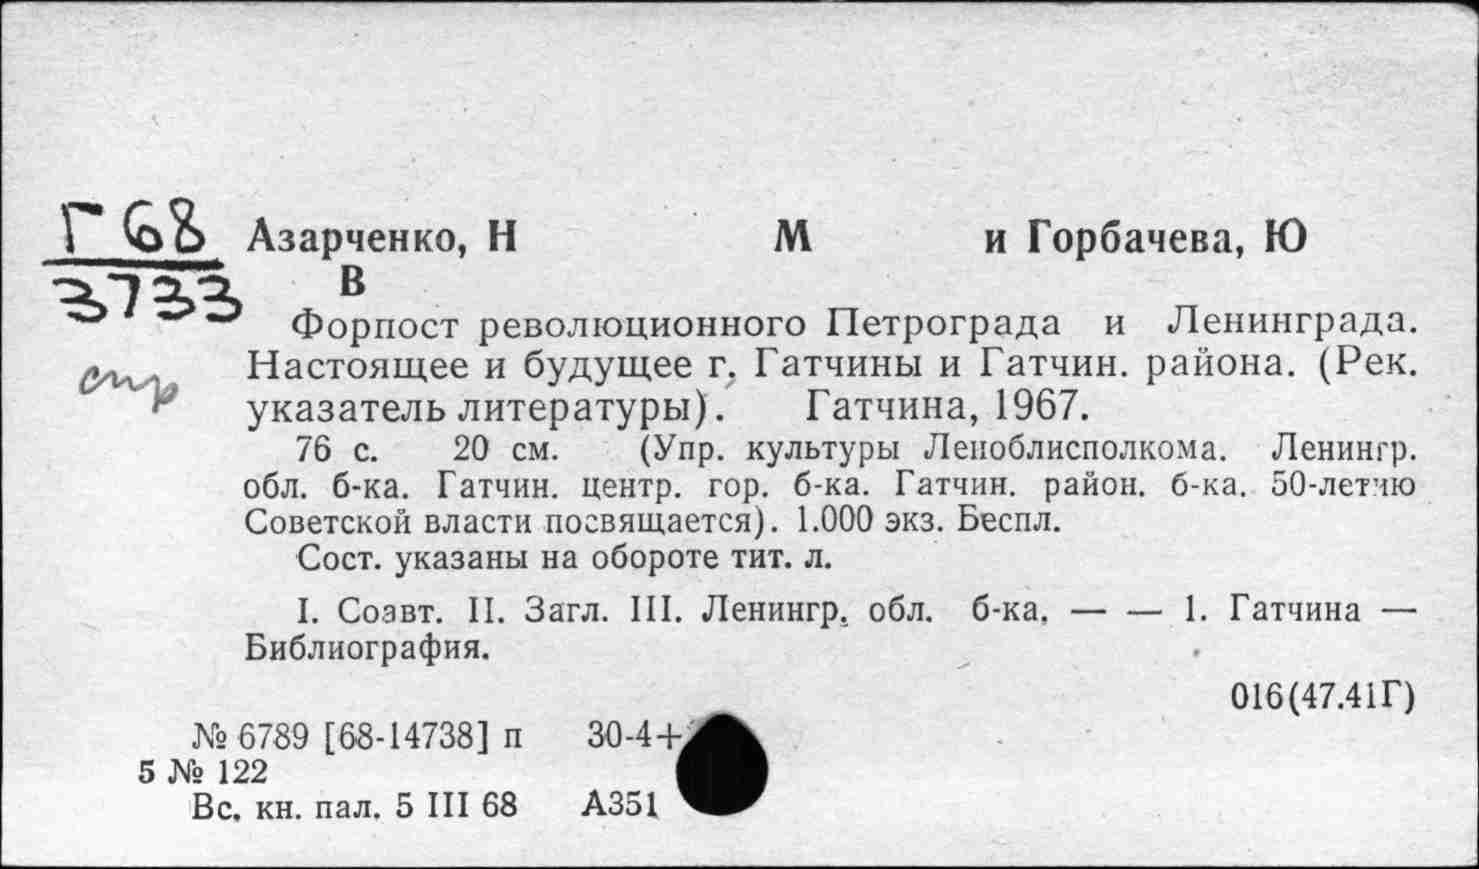 Г 68
3733
Азарченко, Н М и Горбачева, Ю
В
Форпост революционного Петрограда и Ленинграда.
Настоящее и будущее г. Гатчины и Гатчин. района. (Рек.
указатель литературы). Гатчина, 1967.
76 с. 20 см. (Упр. культуры Леноблисполкома. Ленингр.
обл. б-ка. Гатчин. центр. гор. б-ка. Гатчин. район. б-ка. 50-летию
Советской власти посвящается). 1.000 экз. Беспл.
Сост. указаны на обороте тит. л.
I. Соавт. II. Загл. III. Ленингр. обл. б-ка. — — 1. Гатчина —
Библиография.
016(47.41Г)
№ 6789 [68-14738] п 30-4+
5 № 122
Вс. кн. пал. 5 III 68 А351